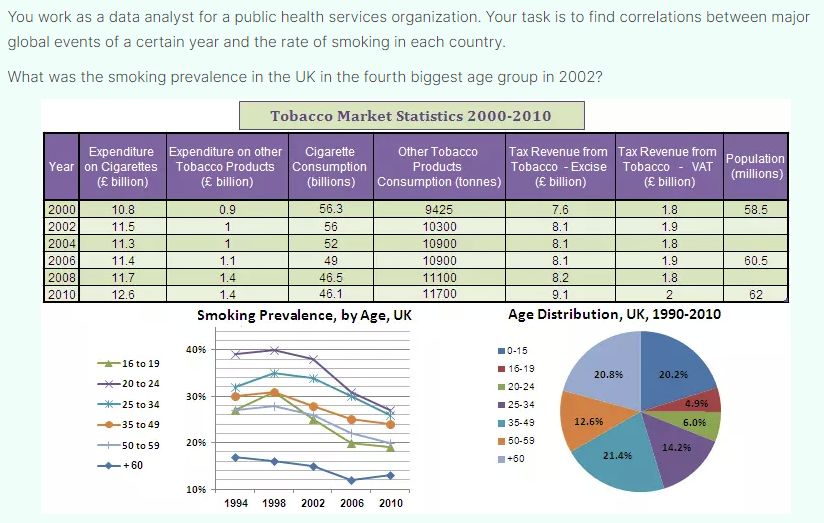 You work as a data analyst for a public health services organization. Your task is to find correlations between major
global events of a certain year and the rate of smoking in each country.
What was the smoking prevalence in the UK in the fourth biggest age group in 2002?
Tobacco Market Statistics 2000-2010
Year Expenditure on Cigarettes (£ billion) Expenditure on other Tobacco Products (£ billion) Cigarette Consumption (billions) Other Tobacco Products Consumption (tonnes) Tax Revenue from Tobacco - Excise (£ billion) Tax Revenue from Tobacco - VAT (£ billion) Population (millions)
2000 10.8 0.9 56.3 9425 7.6 1.8 58.5
2002 11.5 1 56 10300 8.1 1.9
2004 11.3 1 52 10900 8.1 1.8
2006 11.4 1.1 49 10900 8.1 1.9 60.5
2008 11.7 1.4 46.5 11100 8.2 1.8
2010 12.6 1.4 46.1 11700 9.1 2 62
Smoking Prevalence, by Age, UK
16 to 19
20 to 24
25 to 34
35 to 49
50 to 59
+60
40%
30%
20%
10%
1994 1998 2002 2006 2010
Age Distribution, UK, 1990-2010
0-15
16-19
20-24
25-34
35-49
50-59
+60
20.8%
20.2%
4.9%
6.0%
14.2%
21.4%
12.6%